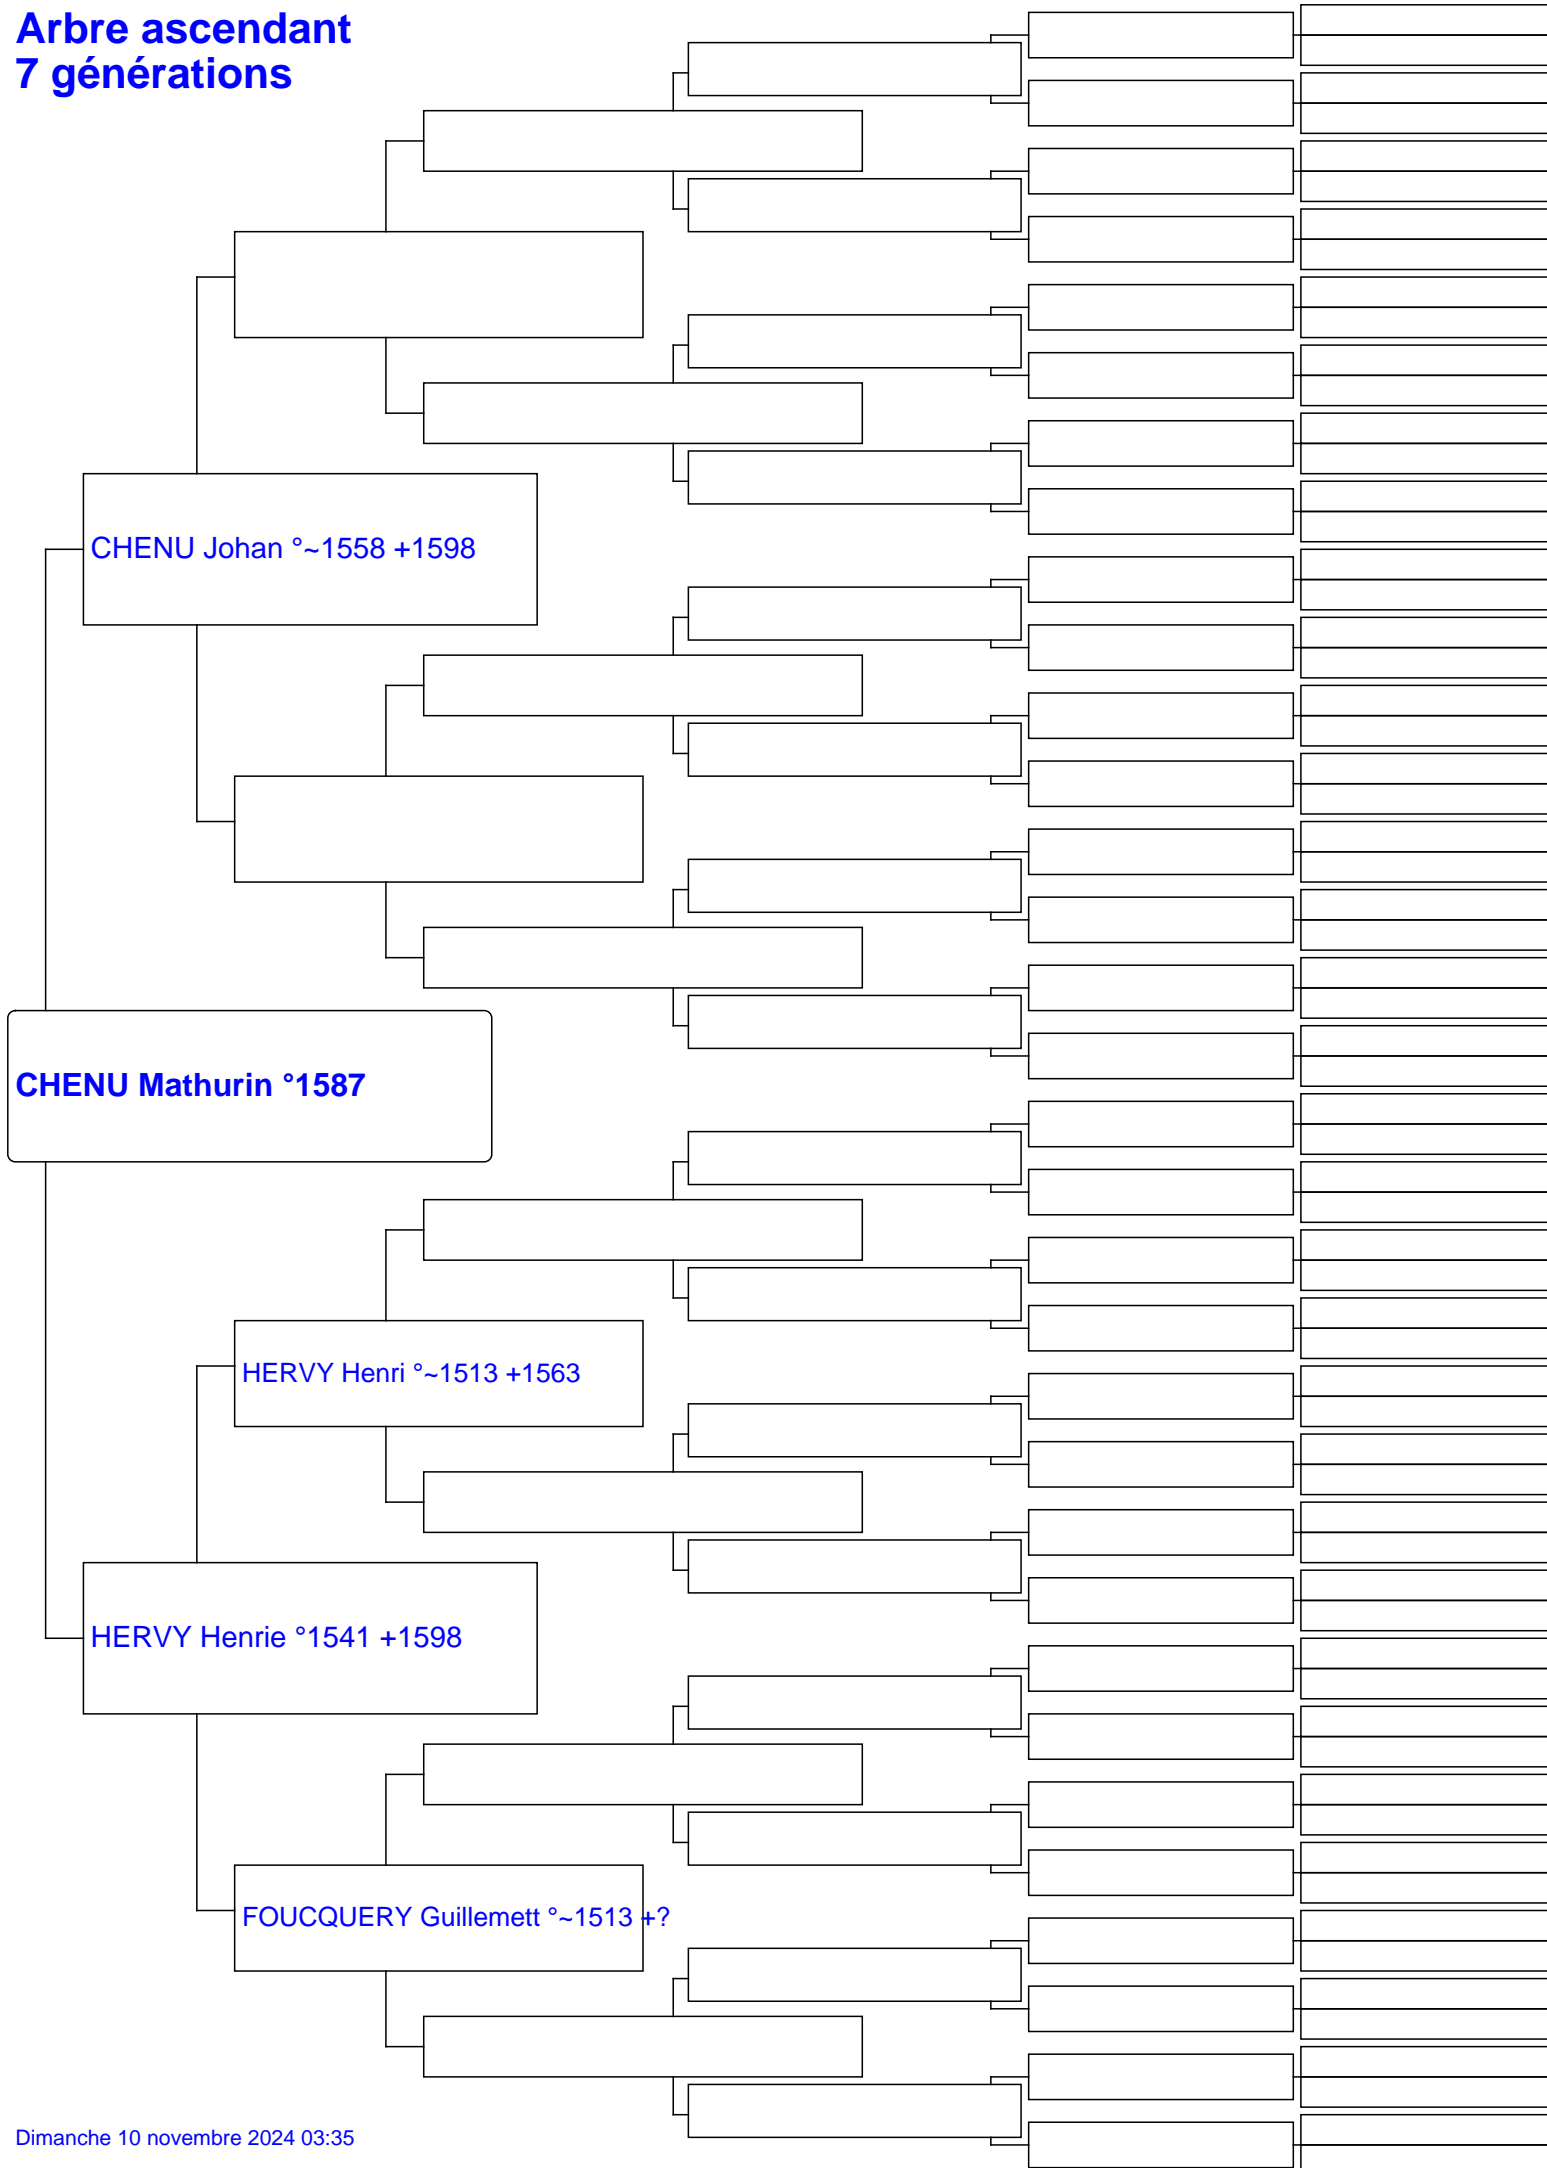 Arbre ascendant
7 générations
CHENU Johan °~1558 +1598
CHENU Mathurin °1587
HERVY Henri °~1513 +1563
HERVY Henrie °1541 +1598
FOUCQUERY Guillemett °~1513 +?
Dimanche 10 novembre 2024 03:35